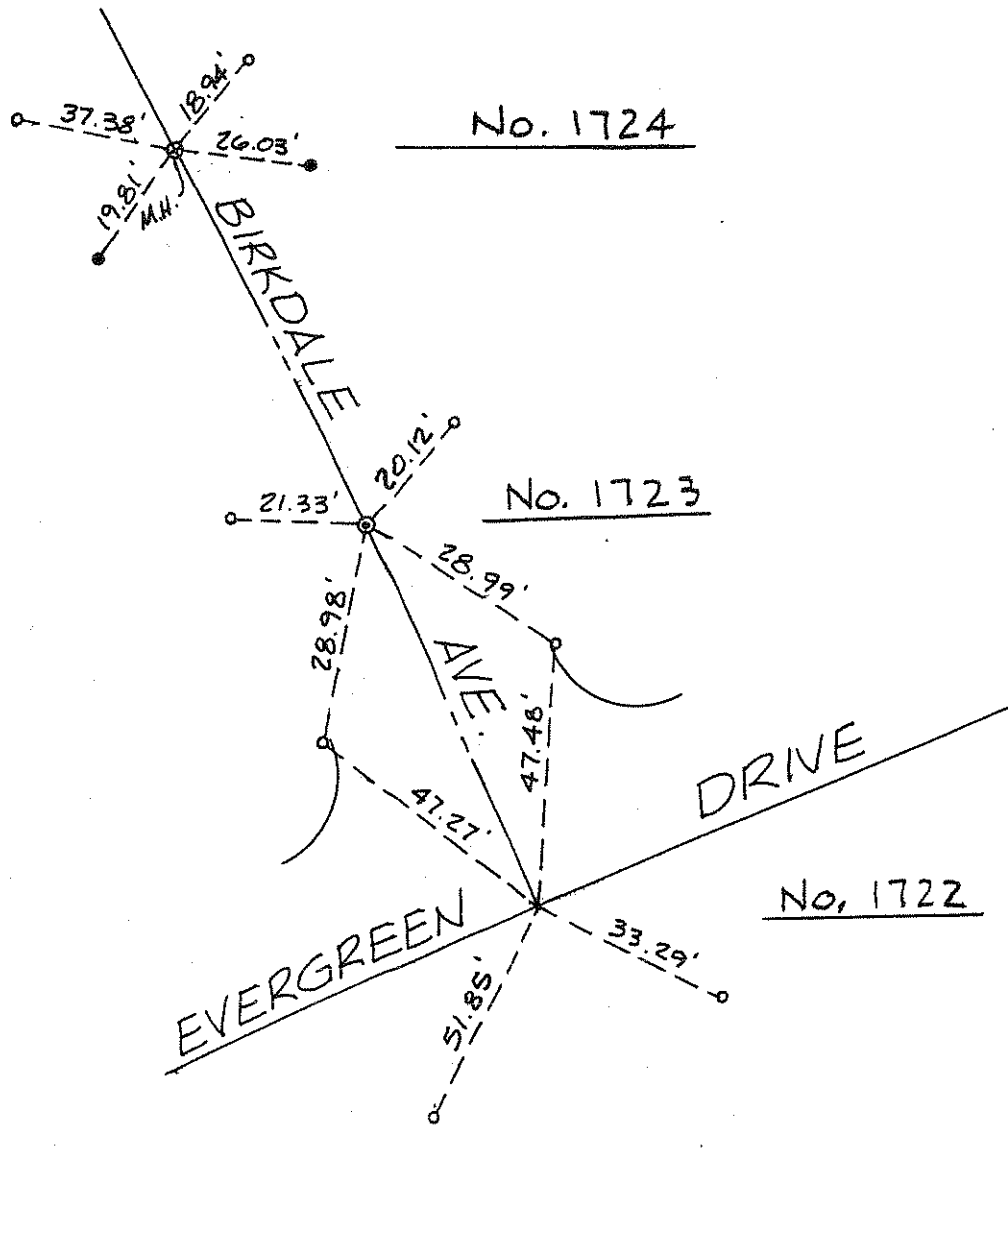 18.94'
37.38'
No. 1724
26.03'
19.81'
M.H.
BIRKDALE
20.12'
21.33'
No. 1723
28.99'
28.98'
AVE.
47.48'
DRIVE
47.27'
No. 1722
EVERGREEN
33.29'
51.85'